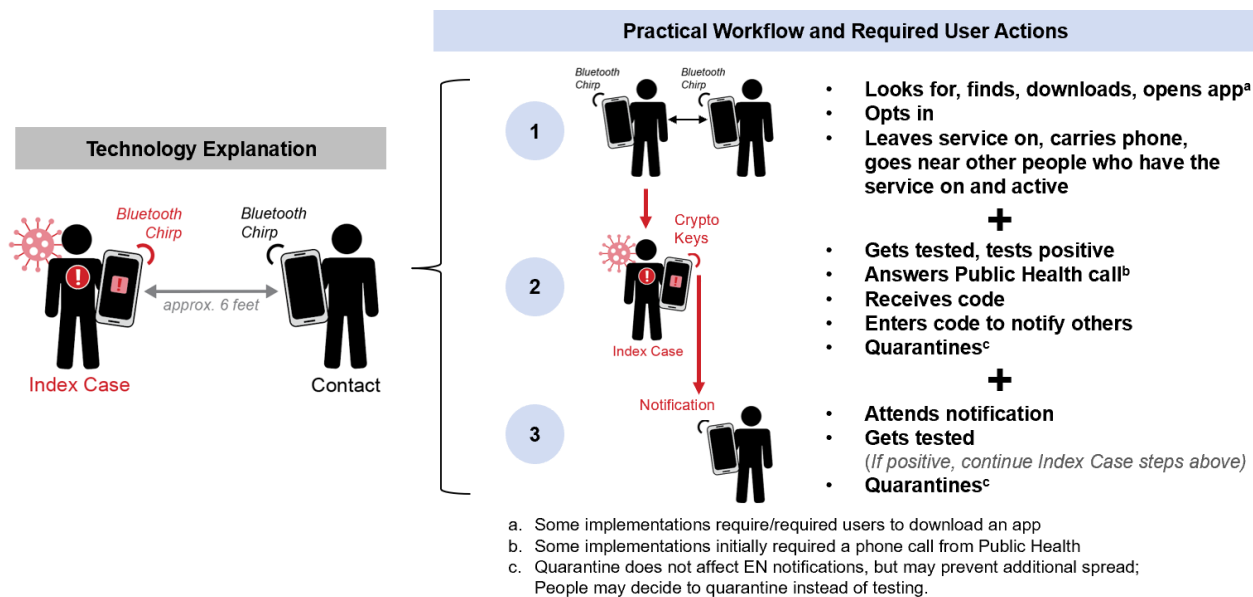 Practical Workflow and Required User Actions
Technology Explanation
Bluetooth
Chirp
Bluetooth
Chirp
approx. 6 feet
Index Case
Contact
Bluetooth
Chirp
Bluetooth
Chirp
1
• Looks for, finds, downloads, opens appᵃ
• Opts in
• Leaves service on, carries phone,
goes near other people who have the
service on and active
+
Crypto
Keys
2
Index Case
• Gets tested, tests positive
• Answers Public Health callᵇ
• Receives code
• Enters code to notify others
• Quarantinesᶜ
+
Notification
3
• Attends notification
• Gets tested
(If positive, continue Index Case steps above)
• Quarantinesᶜ
a. Some implementations require/required users to download an app
b. Some implementations initially required a phone call from Public Health
c. Quarantine does not affect EN notifications, but may prevent additional spread;
People may decide to quarantine instead of testing.